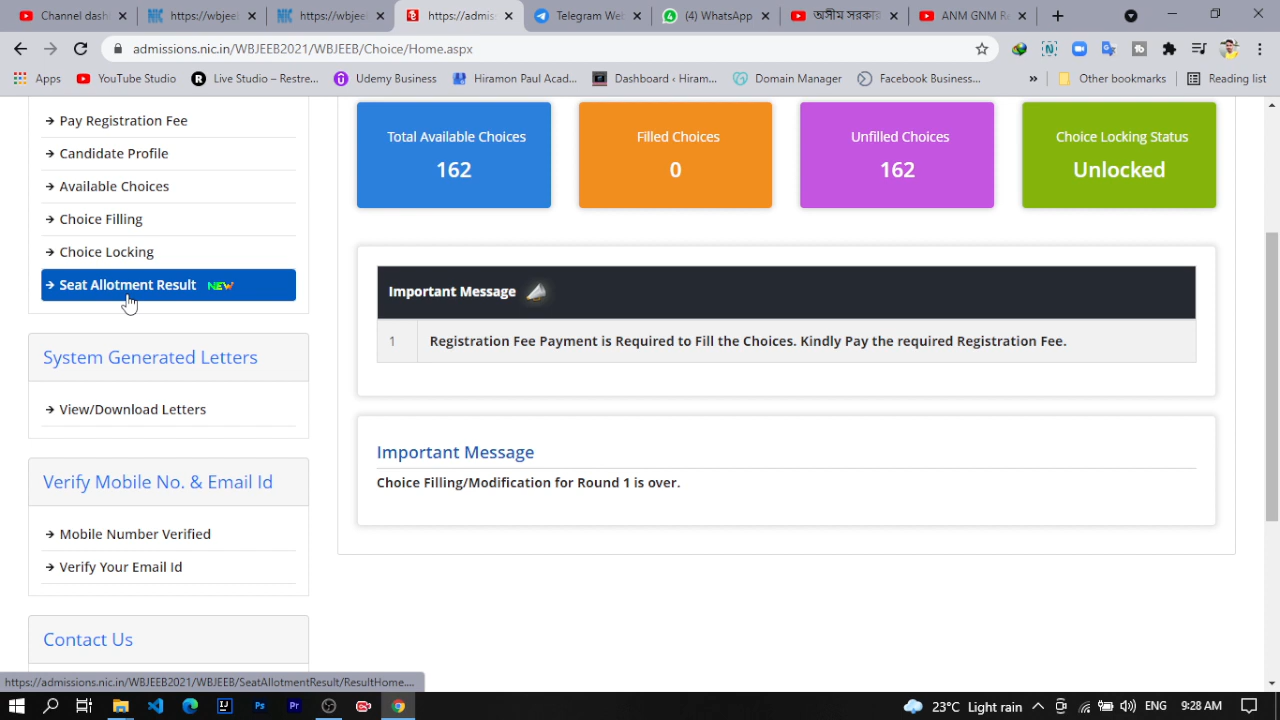 Channel dash
https://wbjee
https://wbjee
https://admis
Telegram We
(4) WhatsApp
অসীম সরকার
ANM GNM R
admissions.nic.in/WBJEEB2021/WBJEEB/Choice/Home.aspx
Apps
YouTube Studio
Live Studio – Restre...
Udemy Business
Hiramon Paul Acad...
Dashboard ‹ Hiram...
Domain Manager
Facebook Business...
»
Other bookmarks
Reading list
Pay Registration Fee
Candidate Profile
Available Choices
Choice Filling
Choice Locking
Seat Allotment Result NEW
System Generated Letters
View/Download Letters
Verify Mobile No. & Email Id
Mobile Number Verified
Verify Your Email Id
Contact Us
Total Available Choices
162
Filled Choices
0
Unfilled Choices
162
Choice Locking Status
Unlocked
Important Message
1 Registration Fee Payment is Required to Fill the Choices. Kindly Pay the required Registration Fee.
Important Message
Choice Filling/Modification for Round 1 is over.
https://admissions.nic.in/WBJEEB2021/WBJEEB/SeatAllotmentResult/ResultHome....
23°C Light rain
ENG
9:28 AM